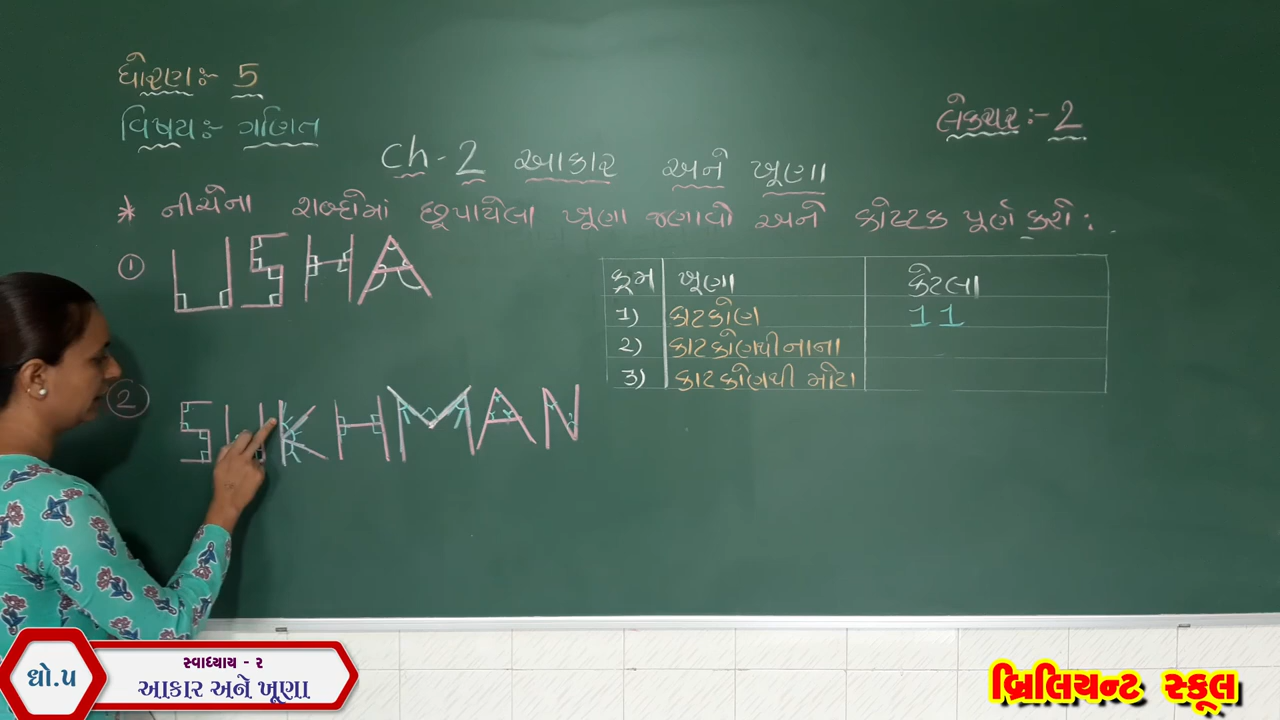 ધોરણ:- 5
વિષય:- ગણિત
લેક્ચર:- 2
ch-2 આકાર અને ખૂણા
* નીચેના શબ્દોમાં છૂપાયેલા ખૂણા જણાવો અને કોષ્ટક પૂર્ણ કરો:
① USHA
ક્રમ ખૂણા કેટલા
1) કાટકોણ 11
2) કાટકોણથી નાના
3) કાટકોણથી મોટા
② SUKHMAN
ધો.૫
સ્વાધ્યાય - ૨
આકાર અને ખૂણા
બ્રિલિયન્ટ સ્કૂલ